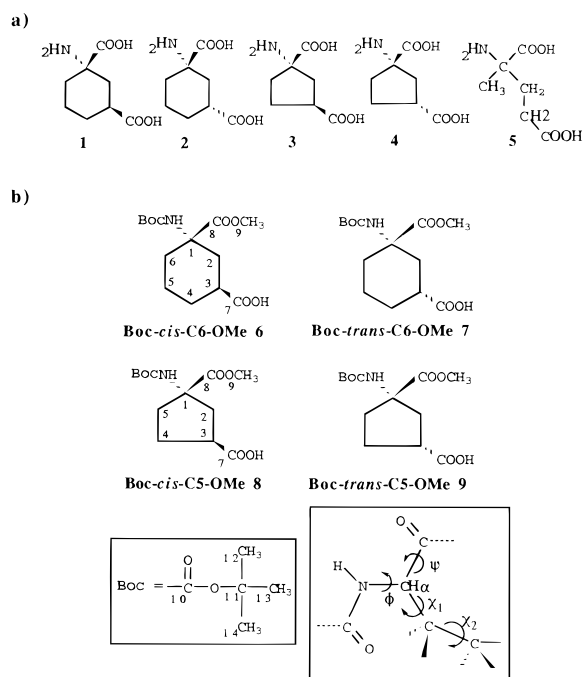 a)
₂HN COOH ₂HN COOH ₂HN COOH ₂HN COOH ₂HN COOH
CH₃ CH₂
CH2
COOH COOH COOH COOH COOH
1 2 3 4 5
b)
BocNH COOCH₃ BocNH COOCH₃
8 9
1
6 2
5 3
4
7 COOH COOH
Boc-cis-C6-OMe 6 Boc-trans-C6-OMe 7
BocNH COOCH₃ BocNH COOCH₃
8 9
1
5 2
4 3
7 COOH COOH
Boc-cis-C5-OMe 8 Boc-trans-C5-OMe 9
12 CH₃
O
Boc = C O C CH₃
10 11 13
14 CH₃
O
C
H ψ
N CHα
ϕ
χ₁
C χ₂
C
C
O